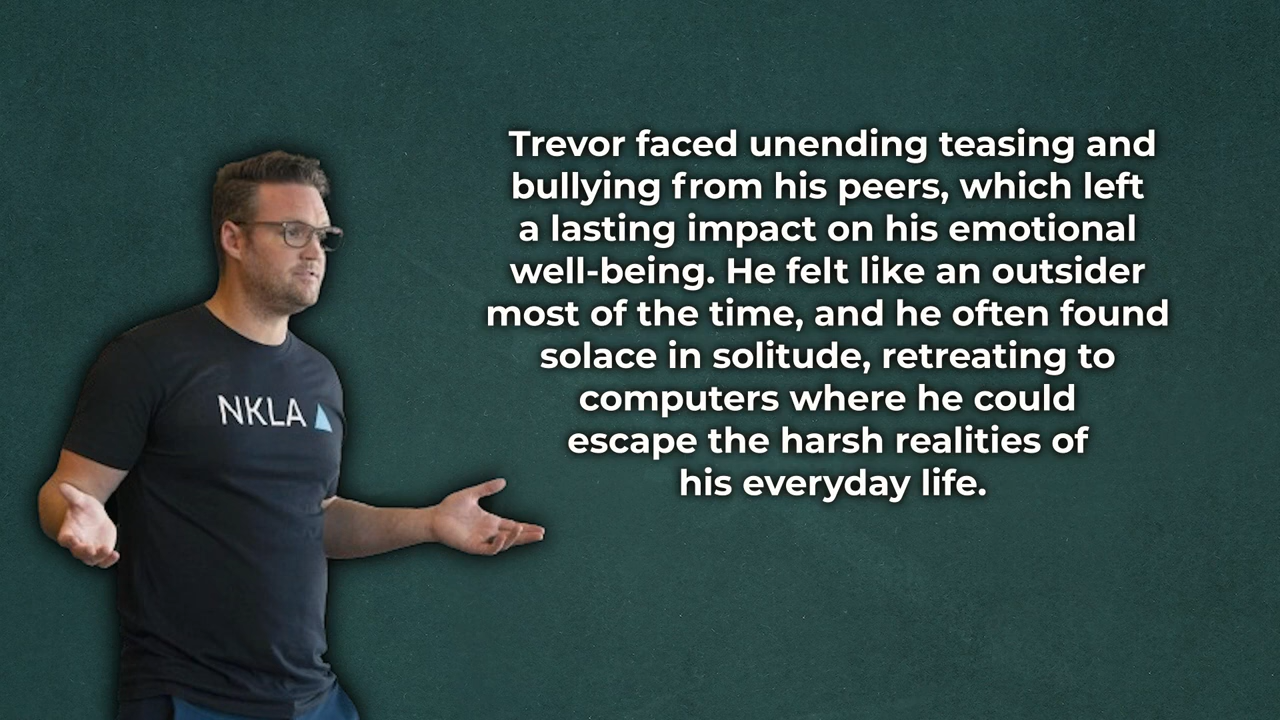 Trevor faced unending teasing and
bullying from his peers, which left
a lasting impact on his emotional
well-being. He felt like an outsider
most of the time, and he often found
solace in solitude, retreating to
computers where he could
escape the harsh realities of
his everyday life.
NKLA